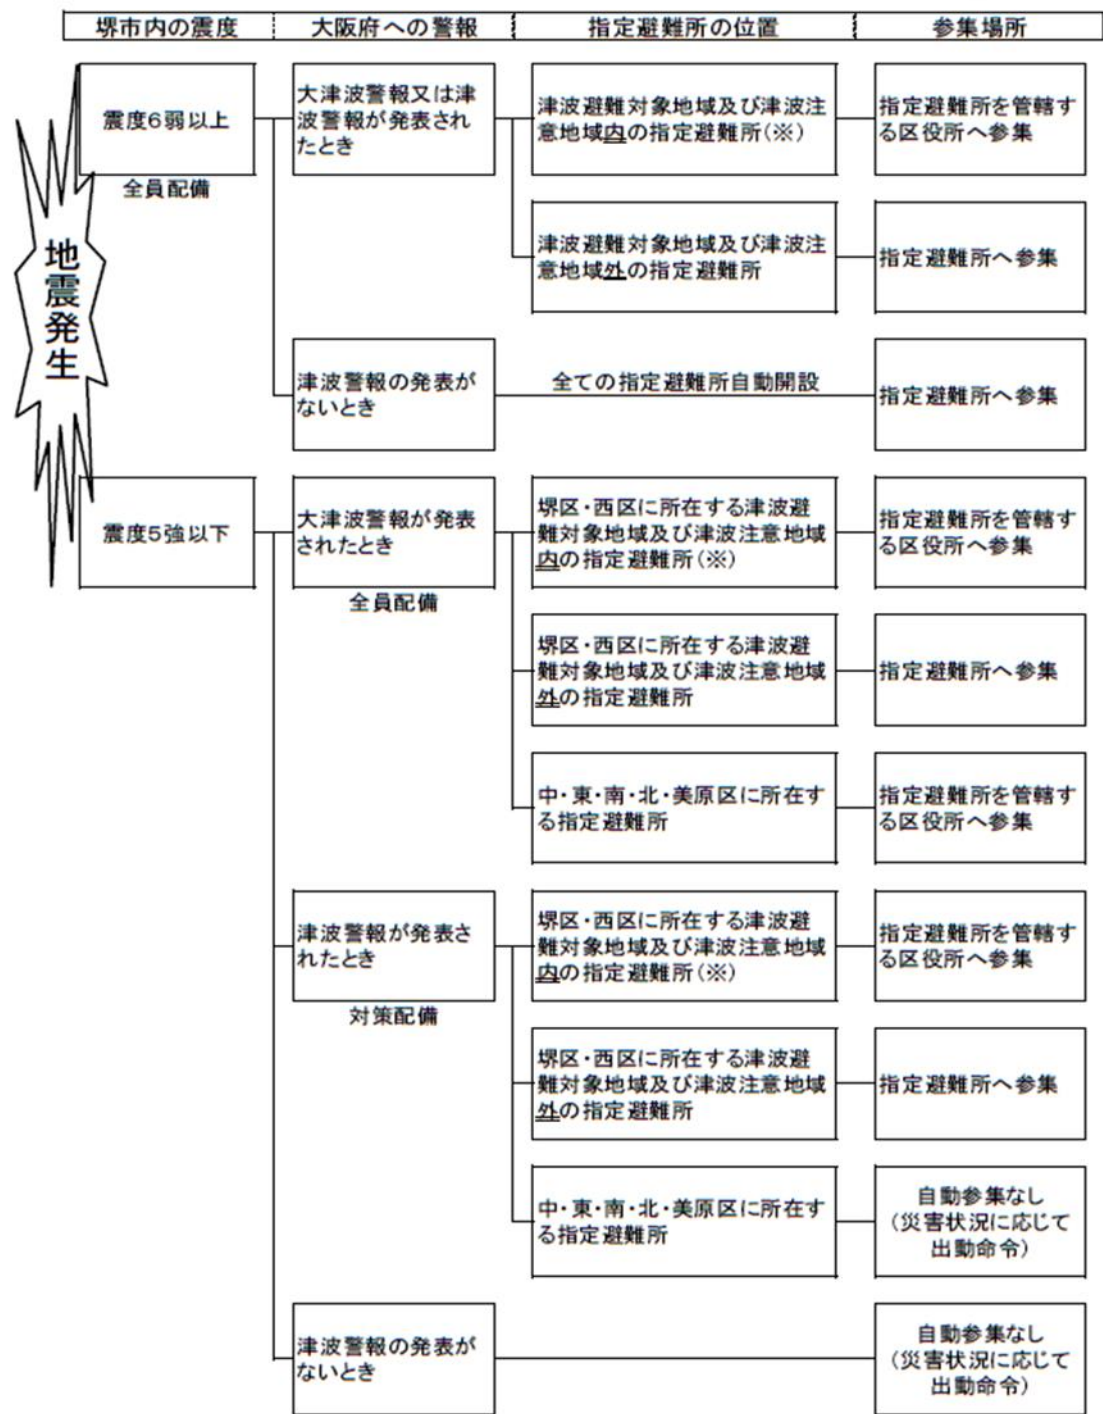 堺市内の震度
大阪府への警報
指定避難所の位置
参集場所
地震発生
震度6弱以上
全員配備
大津波警報又は津
波警報が発表され
たとき
津波避難対象地域及び津波注
意地域内の指定避難所(※)
指定避難所を管轄す
る区役所へ参集
津波避難対象地域及び津波注
意地域外の指定避難所
指定避難所へ参集
津波警報の発表が
ないとき
全ての指定避難所自動開設
指定避難所へ参集
震度5強以下
大津波警報が発表
されたとき
全員配備
堺区・西区に所在する津波避
難対象地域及び津波注意地域
内の指定避難所(※)
指定避難所を管轄す
る区役所へ参集
堺区・西区に所在する津波避
難対象地域及び津波注意地域
外の指定避難所
指定避難所へ参集
中・東・南・北・美原区に所在す
る指定避難所
指定避難所を管轄す
る区役所へ参集
津波警報が発表さ
れたとき
対策配備
堺区・西区に所在する津波避
難対象地域及び津波注意地域
内の指定避難所(※)
指定避難所を管轄す
る区役所へ参集
堺区・西区に所在する津波避
難対象地域及び津波注意地域
外の指定避難所
指定避難所へ参集
中・東・南・北・美原区に所在す
る指定避難所
自動参集なし
(災害状況に応じて
出動命令)
津波警報の発表が
ないとき
自動参集なし
(災害状況に応じて
出動命令)